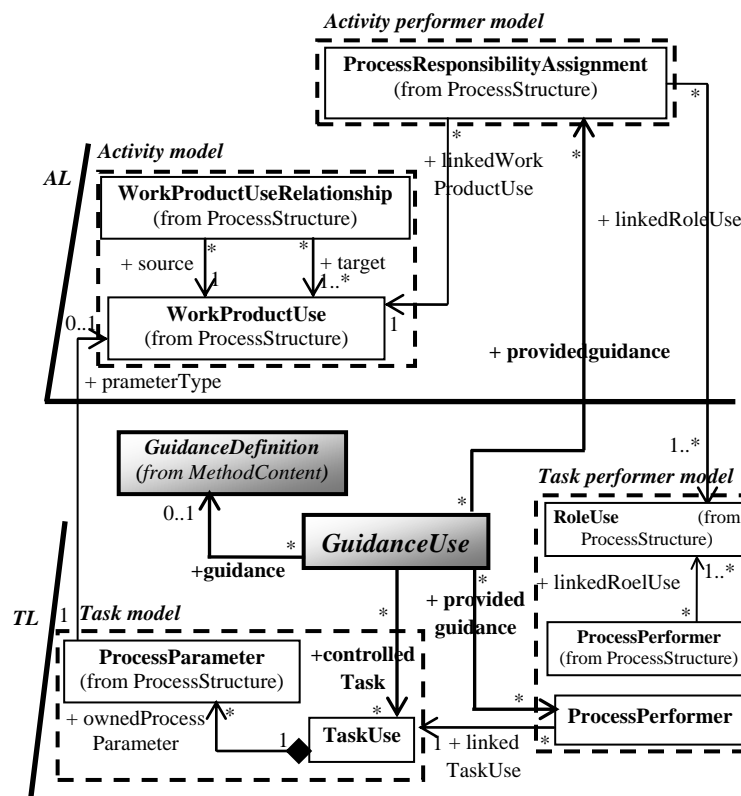 Activity performer model
ProcessResponsibilityAssignment
(from ProcessStructure)
*
*
*
Activity model
AL
+ linkedWork
ProductUse
WorkProductUseRelationship
(from ProcessStructure)
+ linkedRoleUse
*
*
+ source
+ target
1
1..*
WorkProductUse
(from ProcessStructure)
0..1
1
+ providedguidance
+ prameterType
GuidanceDefinition
(from MethodContent)
1..*
Task performer model
0..1
*
*
RoleUse (from
ProcessStructure)
GuidanceUse
+guidance
*
*
+ linkedRoelUse
1..*
+ provided
guidance
TL
1
Task model
*
ProcessPerformer
(from ProcessStructure)
ProcessParameter
(from ProcessStructure)
+controlled
Task
*
+ ownedProcess
Parameter
*
*
ProcessPerformer
1
TaskUse
1
+ linked
TaskUse
*